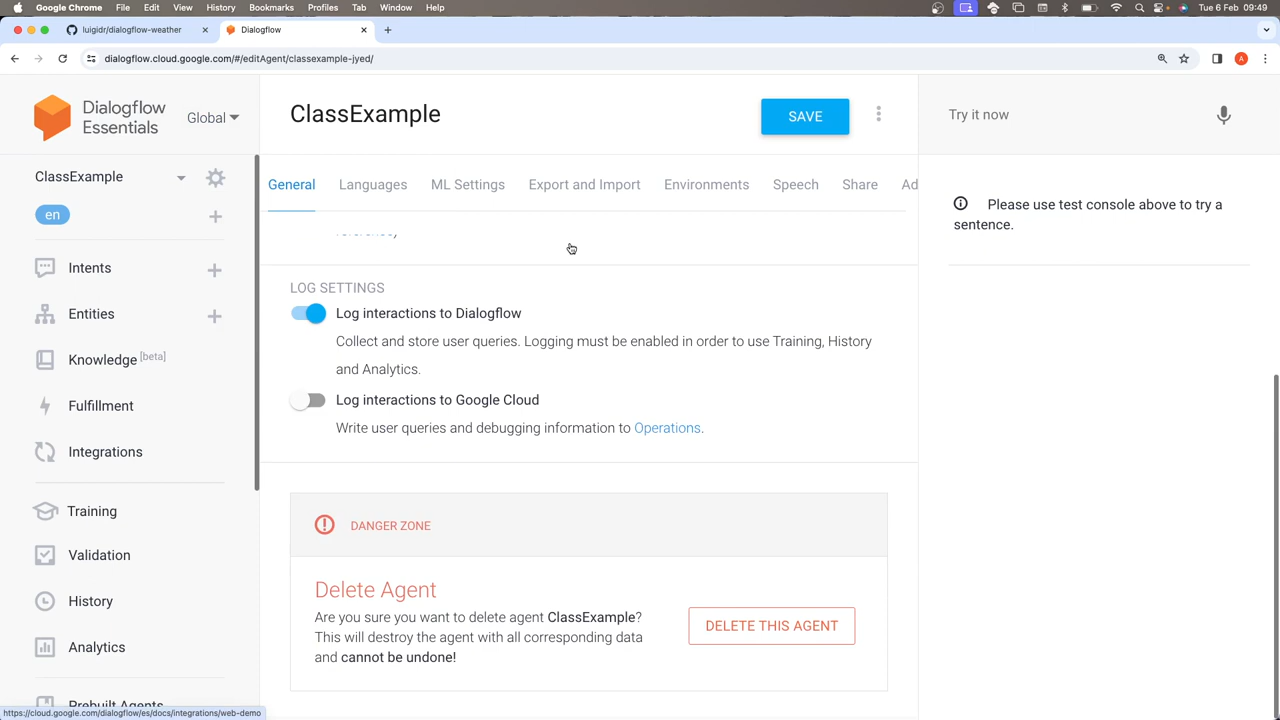 Chrome File Edit View History Bookmarks Profiles Tab Window Help
Tue 6 Feb 09:49
luigidr/dialogflow-weather
Dialogflow
dialogflow.cloud.google.com/#/editAgent/classexample-jyed/
A
Dialogflow
Essentials
Global
ClassExample
SAVE
Try it now
ClassExample
en
Intents
Entities
Knowledge [beta]
Fulfillment
Integrations
Training
Validation
History
Analytics
Prebuilt Agents
General Languages ML Settings Export and Import Environments Speech Share Ad
Please use test console above to try a
sentence.
LOG SETTINGS
Log interactions to Dialogflow
Collect and store user queries. Logging must be enabled in order to use Training, History
and Analytics.
Log interactions to Google Cloud
Write user queries and debugging information to Operations.
DANGER ZONE
Delete Agent
Are you sure you want to delete agent ClassExample?
This will destroy the agent with all corresponding data
and cannot be undone!
DELETE THIS AGENT
https://cloud.google.com/dialogflow/es/docs/integrations/web-demo